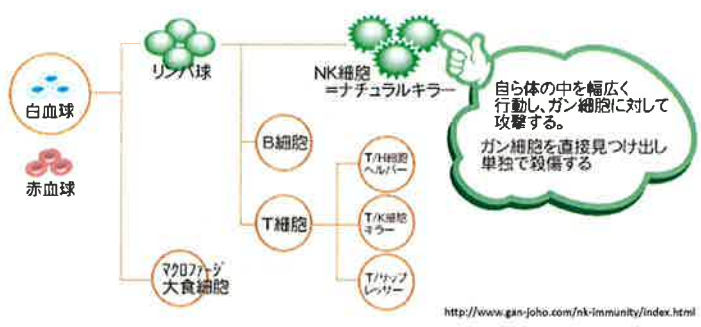 リンパ球
NK細胞
=ナチュラルキラー
白血球
自ら体の中を幅広く
行動し、ガン細胞に対して
攻撃する。
ガン細胞を直接見つけ出し
単独で殺傷する
B細胞
赤血球
T/H細胞
ヘルパー
T細胞
T/K細胞
キラー
マクロファージ
大食細胞
T/サップ
レッサー
http://www.gan-joho.com/nk-immunity/index.html